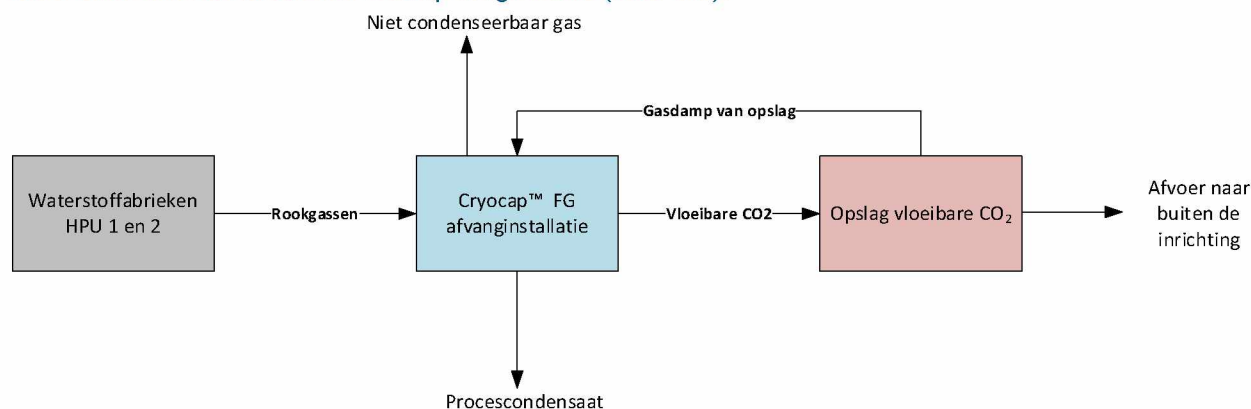 Niet condenseerbaar gas
Gasdamp van opslag
Waterstoffabrieken
HPU 1 en 2
Rookgassen
Cryocap™ FG
afvanginstallatie
Vloeibare CO2
Opslag vloeibare CO₂
Afvoer naar
buiten de
inrichting
Procescondensaat